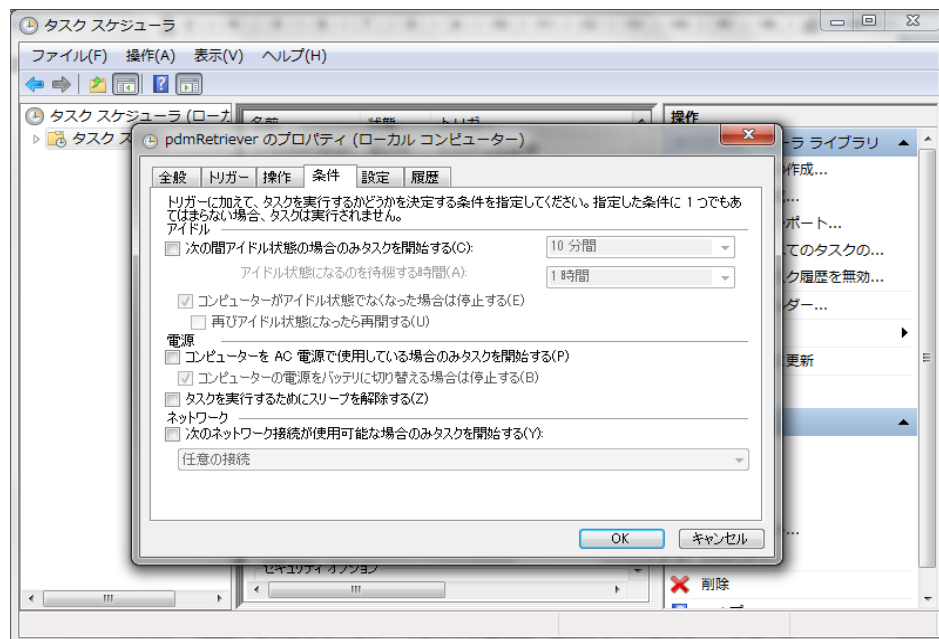 タスク スケジューラ
ファイル(F) 操作(A) 表示(V) ヘルプ(H)
タスク スケジューラ (ローカ
タスク ス
名前 状態 トリガ
操作
pdmRetriever のプロパティ (ローカル コンピューター)
全般 トリガー 操作 条件 設定 履歴
トリガーに加えて、タスクを実行するかどうかを決定する条件を指定してください。指定した条件に 1 つでもあ
てはまらない場合、タスクは実行されません。
アイドル
次の間アイドル状態の場合のみタスクを開始する(C): 10 分間
アイドル状態になるのを待機する時間(A): 1 時間
コンピューターがアイドル状態でなくなった場合は停止する(E)
再びアイドル状態になったら再開する(U)
電源
コンピューターを AC 電源で使用している場合のみタスクを開始する(P)
コンピューターの電源をバッテリに切り替える場合は停止する(B)
タスクを実行するためにスリープを解除する(Z)
ネットワーク
次のネットワーク接続が使用可能な場合のみタスクを開始する(Y):
任意の接続
OK キャンセル
ーラ ライブラリ
作成...
ポート...
てのタスクの...
ク履歴を無効...
ダー...
更新
セキュリティ オプション
削除